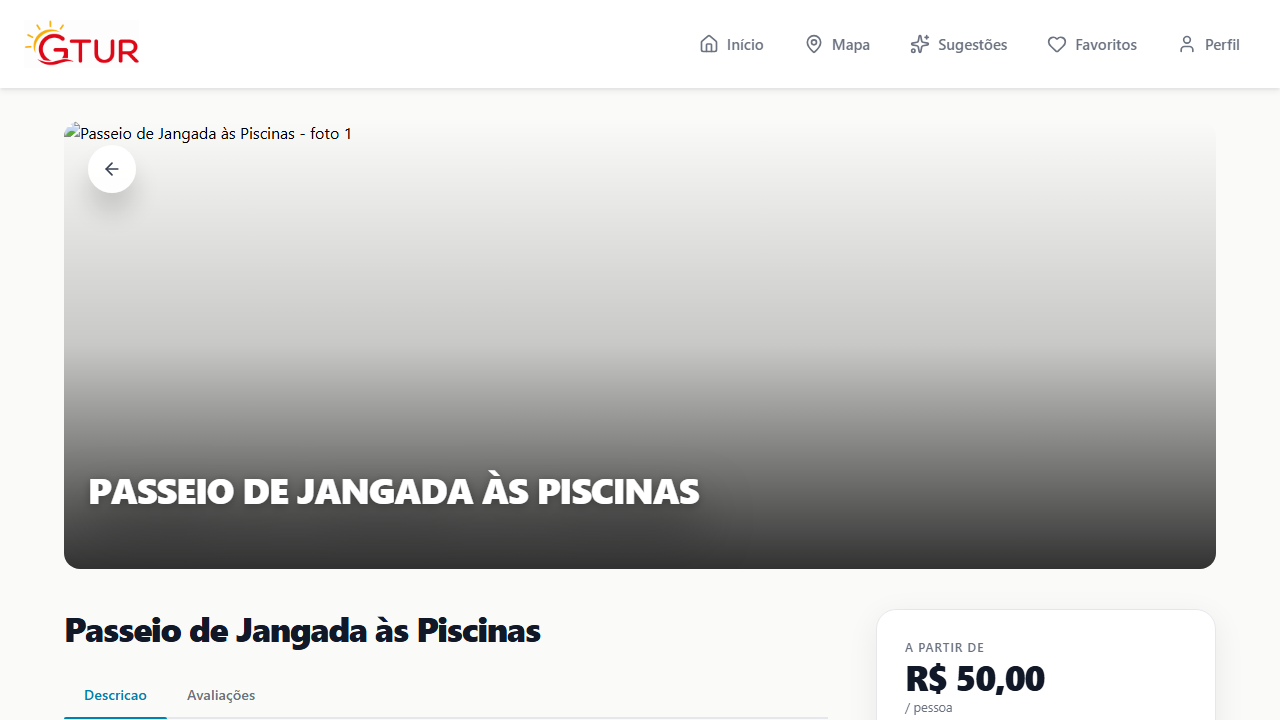 GTUR
Início
Mapa
Sugestões
Favoritos
Perfil
Passeio de Jangada às Piscinas - foto 1
PASSEIO DE JANGADA ÀS PISCINAS
Passeio de Jangada às Piscinas
Descricao
Avaliações
A PARTIR DE
R$ 50,00
/ pessoa